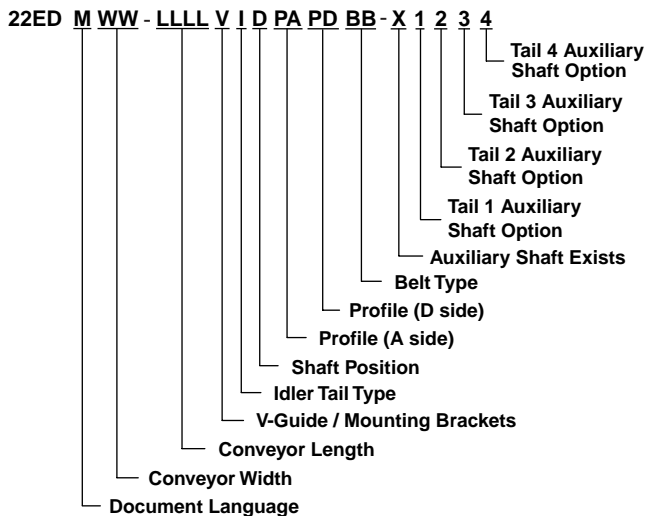 22ED M WW - LLLL V I D PA PD BB - X 1 2 3 4
Tail 4 Auxiliary
Shaft Option
Tail 3 Auxiliary
Shaft Option
Tail 2 Auxiliary
Shaft Option
Tail 1 Auxiliary
Shaft Option
Auxiliary Shaft Exists
Belt Type
Profile (D side)
Profile (A side)
Shaft Position
Idler Tail Type
V-Guide / Mounting Brackets
Conveyor Length
Conveyor Width
Document Language